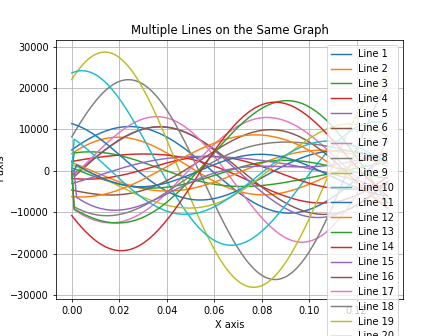 Multiple Lines on the Same Graph
30000
20000
10000
0
-10000
-20000
-30000
0.00 0.02 0.04 0.06 0.08 0.10
X axis
Line 1
Line 2
Line 3
Line 4
Line 5
Line 6
Line 7
Line 8
Line 9
Line 10
Line 11
Line 12
Line 13
Line 14
Line 15
Line 16
Line 17
Line 18
Line 19
Line 20